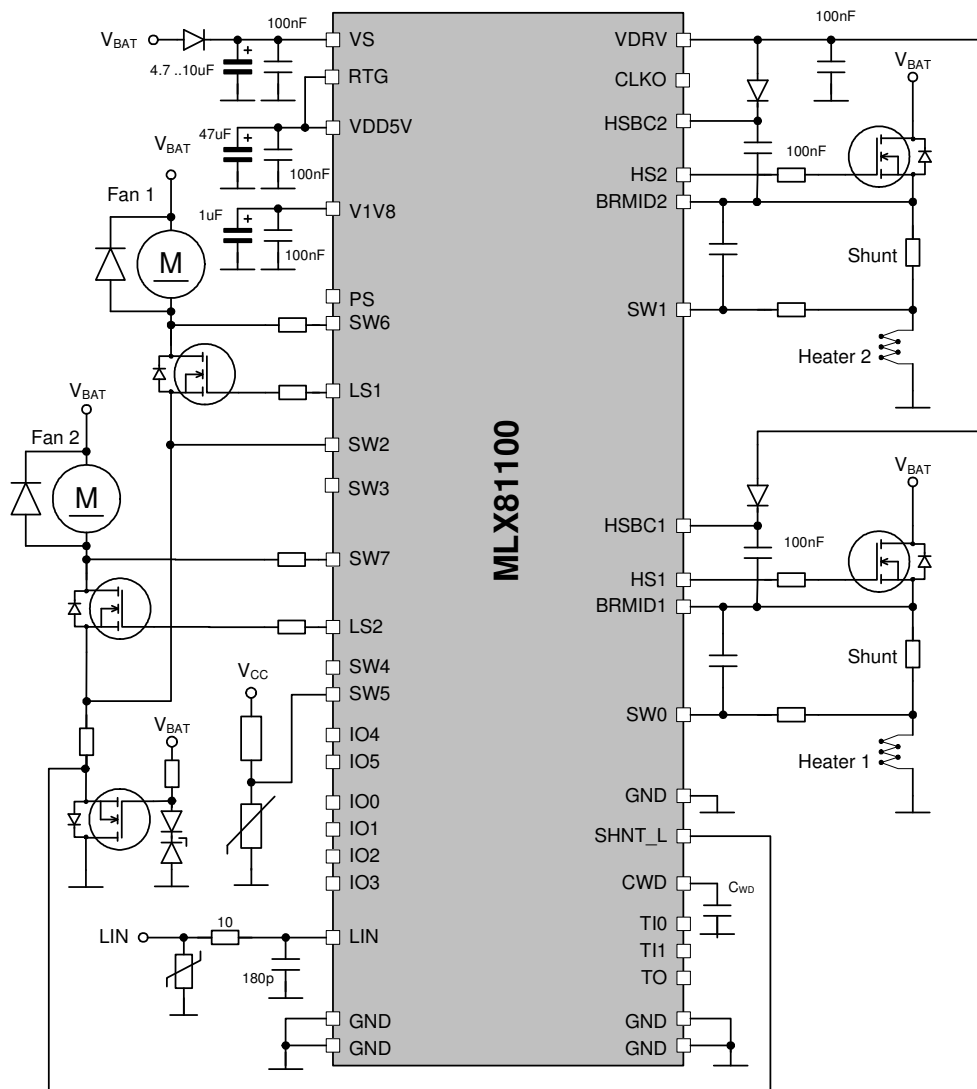 100nF
V_BAT
4.7 ..10uF
VS
RTG
47uF
VDD5V
100nF
V_BAT
Fan 1
M
1uF
V1V8
100nF
PS
SW6
LS1
V_BAT
Fan 2
M
SW2
SW3
SW7
LS2
V_CC
SW4
SW5
V_BAT
IO4
IO5
IO0
IO1
IO2
IO3
LIN
10
LIN
180p
GND
GND
MLX81100
VDRV
100nF
CLKO
V_BAT
HSBC2
100nF
HS2
BRMID2
Shunt
SW1
Heater 2
V_BAT
HSBC1
100nF
HS1
BRMID1
Shunt
SW0
Heater 1
GND
SHNT_L
CWD
C_WD
TI0
TI1
TO
GND
GND